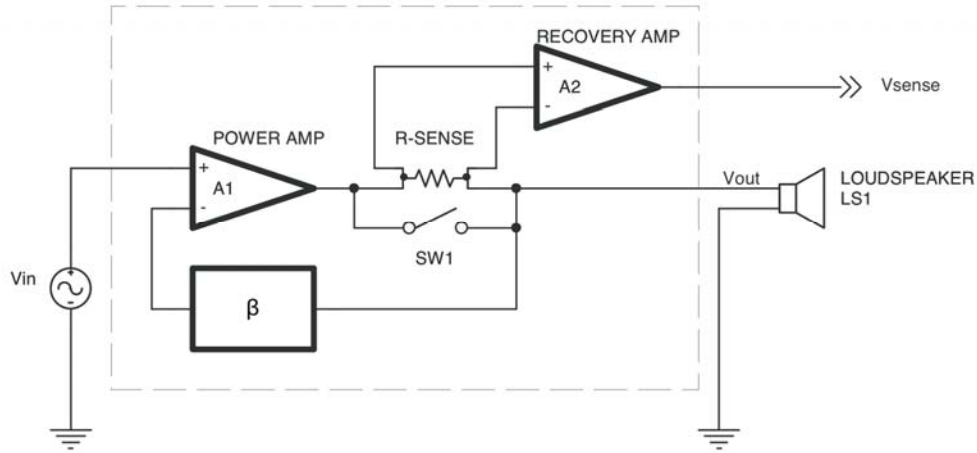 RECOVERY AMP
+
A2
-
Vsense
POWER AMP
R-SENSE
+
A1
-
Vout
LOUDSPEAKER
LS1
SW1
Vin
+
-
β